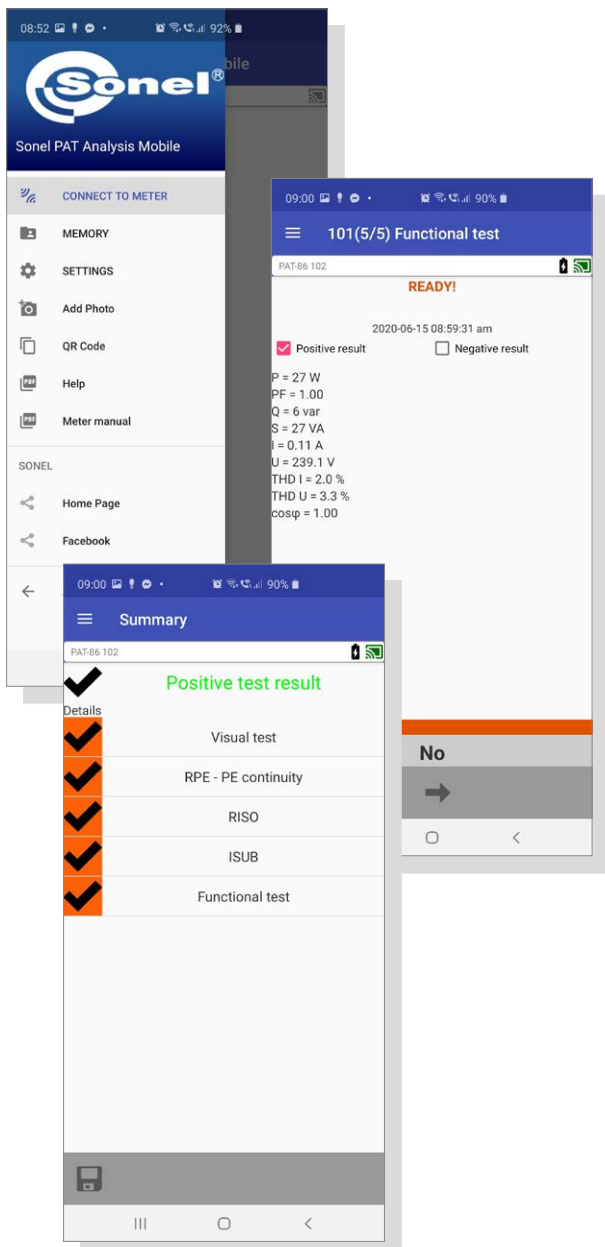 08:52 92%
bile
Sonel®
Sonel PAT Analysis Mobile
CONNECT TO METER
MEMORY
SETTINGS
Add Photo
QR Code
PDF Help
PDF Meter manual
SONEL
Home Page
Facebook
09:00 90%
101(5/5) Functional test
PAT-86 102
READY!
2020-06-15 08:59:31 am
Positive result Negative result
P = 27 W
PF = 1.00
Q = 6 var
S = 27 VA
I = 0.11 A
U = 239.1 V
THD I = 2.0 %
THD U = 3.3 %
cosφ = 1.00
No
09:00 90%
Summary
PAT-86 102
Positive test result
Details
Visual test
RPE - PE continuity
RISO
ISUB
Functional test